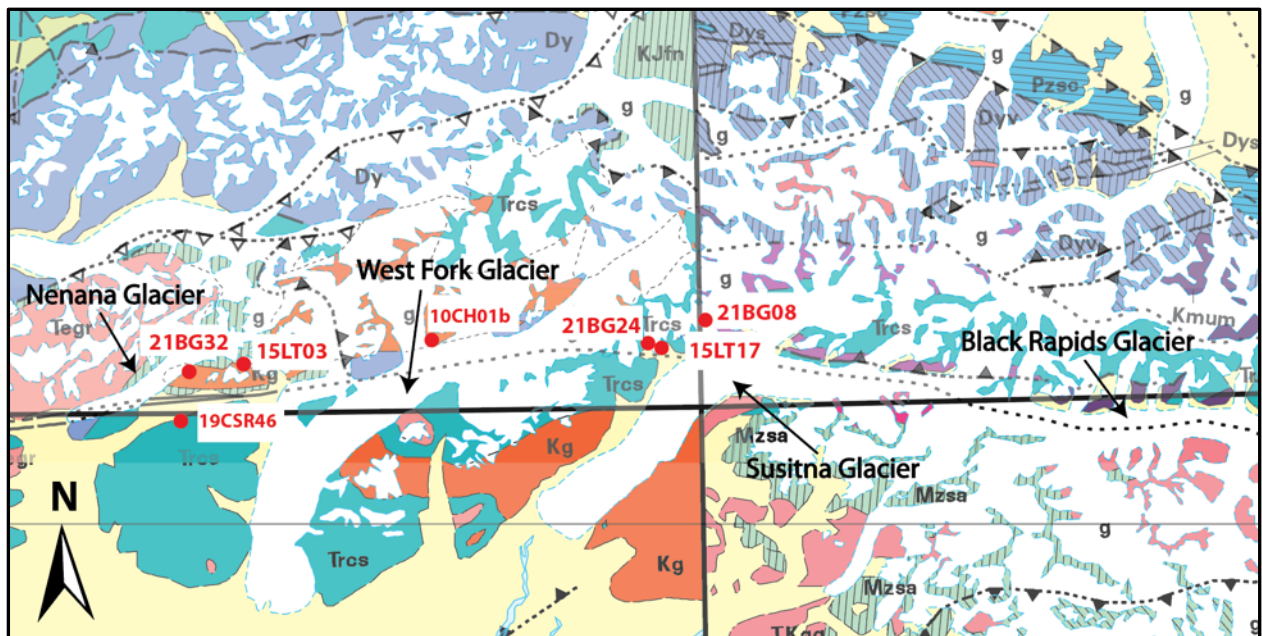 Dy
KJfn
Dys
Pzsc
g
g
g
g
Dyv
Dys
Dy
Trcs
g
g
Dyv
West Fork Glacier
Nenana Glacier
Tegr
g
g
10CH01b
21BG24
Trcs
21BG08
Trcs
Kmum
21BG32
15LT03
15LT17
Black Rapids Glacier
Kg
Trcs
19CSR46
Trcs
Kg
Mzsa
Susitna Glacier
Mzsa
N
g
Trcs
Kg
Mzsa
g